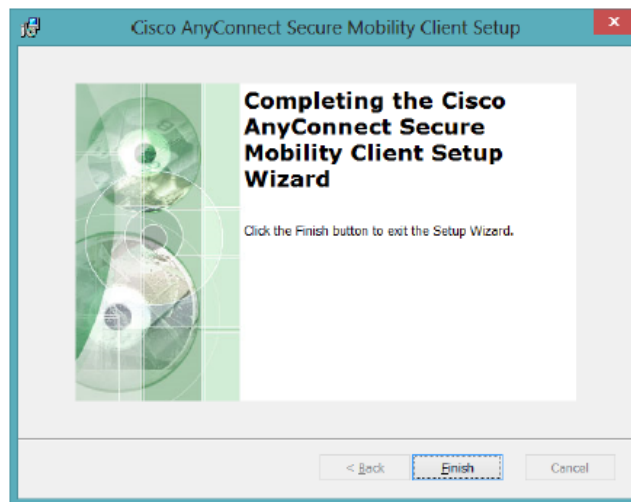 Cisco AnyConnect Secure Mobility Client Setup
x
Completing the Cisco
AnyConnect Secure
Mobility Client Setup
Wizard
Click the Finish button to exit the Setup Wizard.
< Back
Finish
Cancel